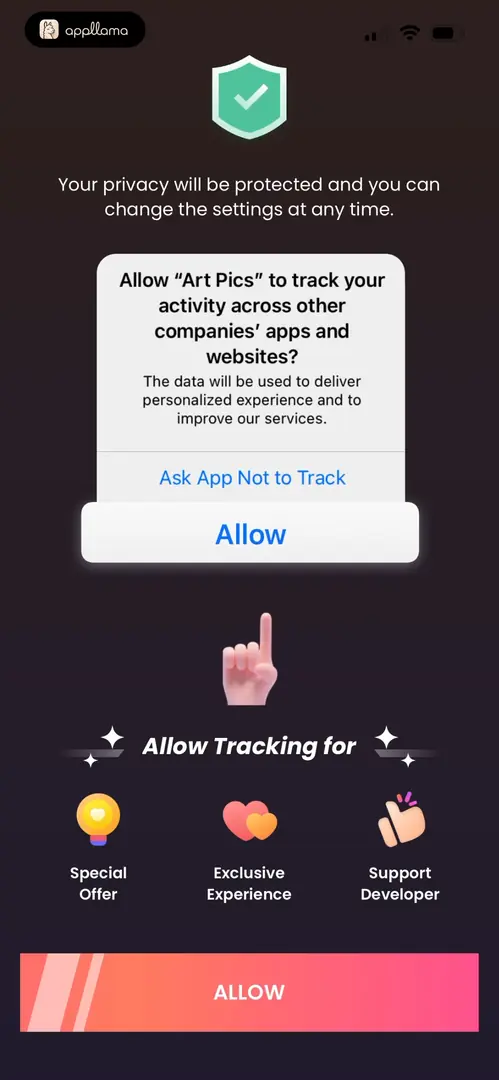 appllama
Your privacy will be protected and you can
change the settings at any time.
Allow “Art Pics” to track your
activity across other
companies’ apps and
websites?
The data will be used to deliver
personalized experience and to
improve our services.
Ask App Not to Track
Allow
Allow Tracking for
Special
Offer
Exclusive
Experience
Support
Developer
ALLOW